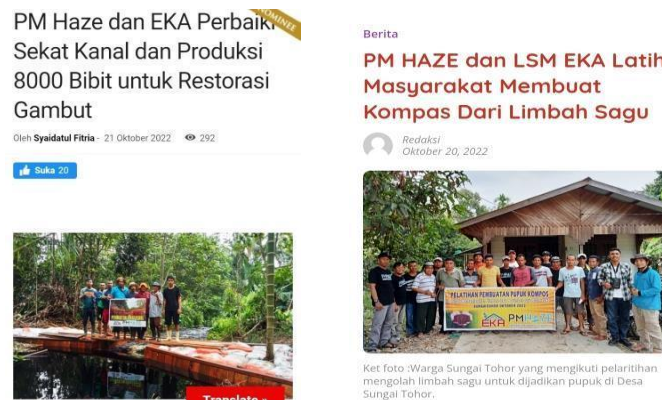 PM Haze dan EKA Perbaiki
Sekat Kanal dan Produksi
8000 Bibit untuk Restorasi
Gambut
Oleh Syaidatul Fitria - 21 Oktober 2022 292
Suka 20
Translate »
NOMINEE
Berita
PM HAZE dan LSM EKA Latih
Masyarakat Membuat
Kompas Dari Limbah Sagu
Redaksi
Oktober 20, 2022
PELATIHAN PEMBUATAN PUPUK KOMPOS
EKA PMHAZE
Ket foto :Warga Sungai Tohor yang mengikuti pelaritihan
mengolah limbah sagu untuk dijadikan pupuk di Desa
Sungai Tohor.